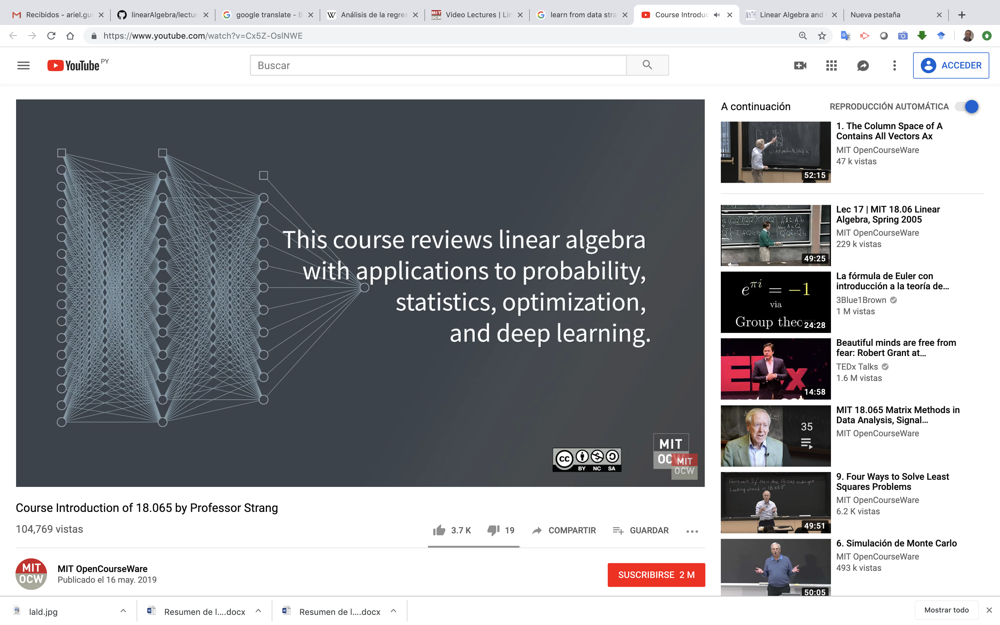 Recibidos - ariel.gue
linearAlgebra/lectur
google translate - B
Análisis de la regres
Video Lectures | Lin
learn from data stra
Course Introduc
Linear Algebra and
Nueva pestaña
https://www.youtube.com/watch?v=Cx5Z-OslNWE
YouTube PY
Buscar
ACCEDER
This course reviews linear algebra
with applications to probability,
statistics, optimization,
and deep learning.
CC BY NC SA
MIT
OCW
MIT
OCW
Course Introduction of 18.065 by Professor Strang
104,769 vistas
3.7 K
19
COMPARTIR
GUARDAR
MIT
OCW
MIT OpenCourseWare
Publicado el 16 may. 2019
SUSCRIBIRSE 2 M
A continuación
REPRODUCCIÓN AUTOMÁTICA
52:15
1. The Column Space of A
Contains All Vectors Ax
MIT OpenCourseWare
47 k vistas
49:25
Lec 17 | MIT 18.06 Linear
Algebra, Spring 2005
MIT OpenCourseWare
229 k vistas
e^πi = -1
via
Group theory
24:28
La fórmula de Euler con
introducción a la teoría de...
3Blue1Brown
1 M vistas
TEDx
14:58
Beautiful minds are free from
fear: Robert Grant at...
TEDx Talks
1.6 M vistas
35
MIT 18.065 Matrix Methods in
Data Analysis, Signal...
MIT OpenCourseWare
Homework 3/ New due FRIDAY midnight
Looking ahead in 18.065
49:51
9. Four Ways to Solve Least
Squares Problems
MIT OpenCourseWare
6.2 K vistas
50:05
6. Simulación de Monte Carlo
MIT OpenCourseWare
493 k vistas
lald.jpg
Resumen de l....docx
Resumen de l....docx
Mostrar todo